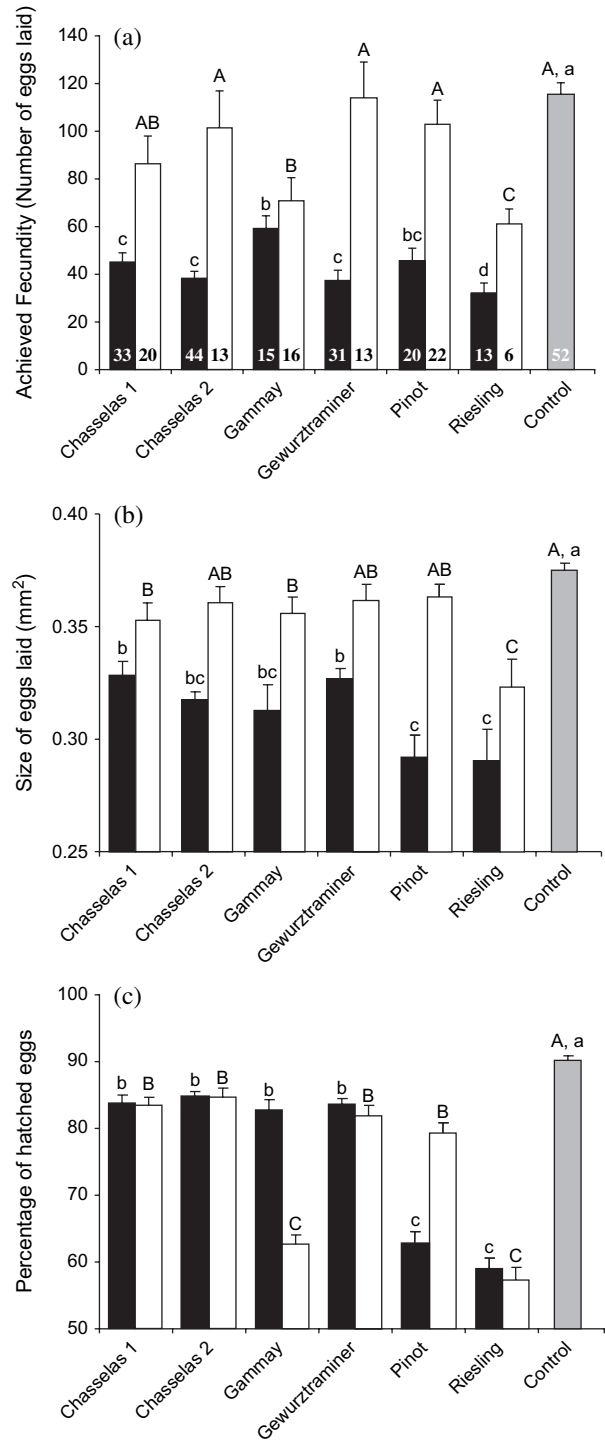 (a)
Achieved Fecundity (Number of eggs laid)
140
120
100
80
60
40
20
0
c AB c A b B c A bc A d C A, a
33 20 44 13 15 16 31 13 20 22 13 6 52
Chasselas 1 Chasselas 2 Gammay Gewurztraminer Pinot Riesling Control
(b)
Size of eggs laid (mm²)
0.40
0.35
0.30
0.25
b B bc AB bc B b AB c AB c C A, a
Chasselas 1 Chasselas 2 Gammay Gewurztraminer Pinot Riesling Control
(c)
Percentage of hatched eggs
100
90
80
70
60
50
b B b B b C b B c B c C A, a
Chasselas 1 Chasselas 2 Gammay Gewurztraminer Pinot Riesling Control